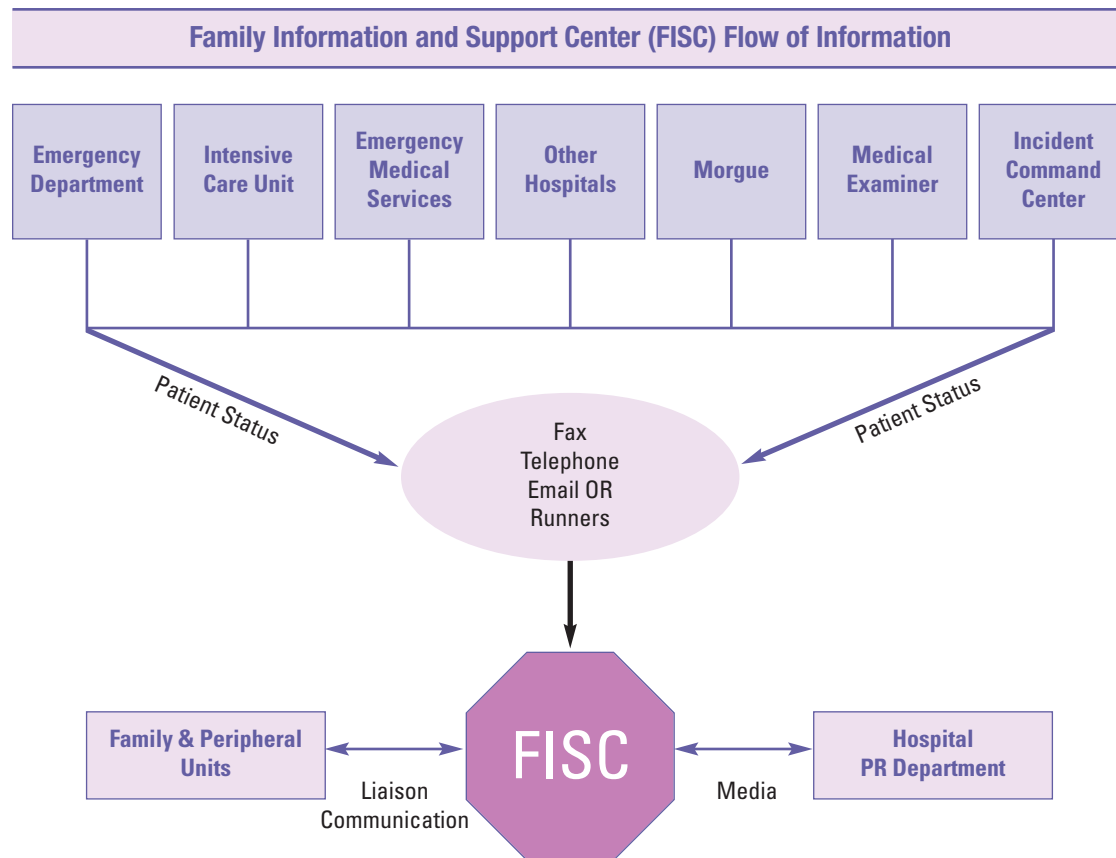 Family Information and Support Center (FISC) Flow of Information
Emergency
Department
Intensive
Care Unit
Emergency
Medical
Services
Other
Hospitals
Morgue
Medical
Examiner
Incident
Command
Center
Patient Status
Patient Status
Fax
Telephone
Email OR
Runners
Family & Peripheral
Units
Liaison
Communication
FISC
Media
Hospital
PR Department